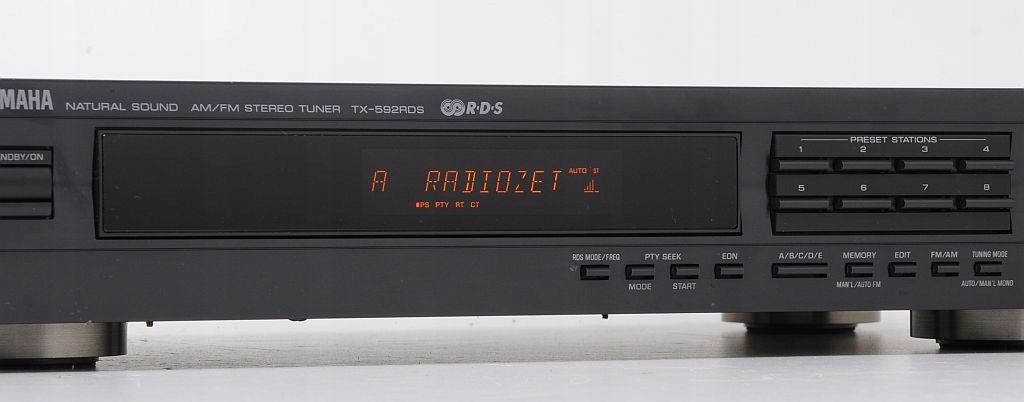 MAHA NATURAL SOUND AM/FM STEREO TUNER TX-592RDS R·D·S
NDBY/ON
A RADIOZET AUTO ST
PS PTY RT CT
PRESET STATIONS
1 2 3 4
5 6 7 8
RDS MODE/FREQ PTY SEEK EON A/B/C/D/E MEMORY EDIT FM/AM TUNING MODE
MODE START MAN'L/AUTO FM AUTO/MAN'L MONO